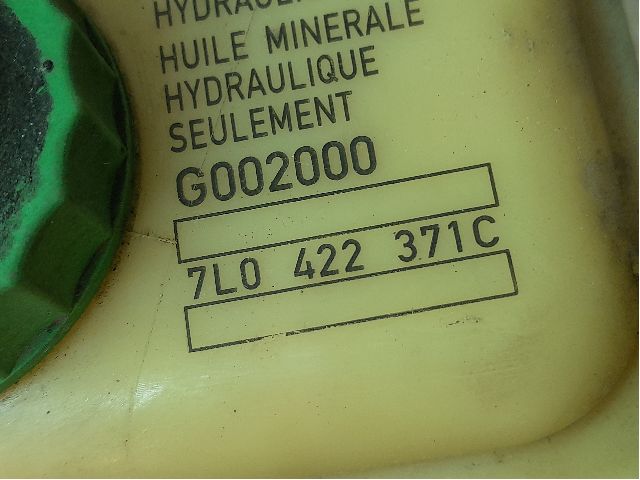 HUILE MINERALE
HYDRAULIQUE
SEULEMENT
G002000
7L0 422 371C